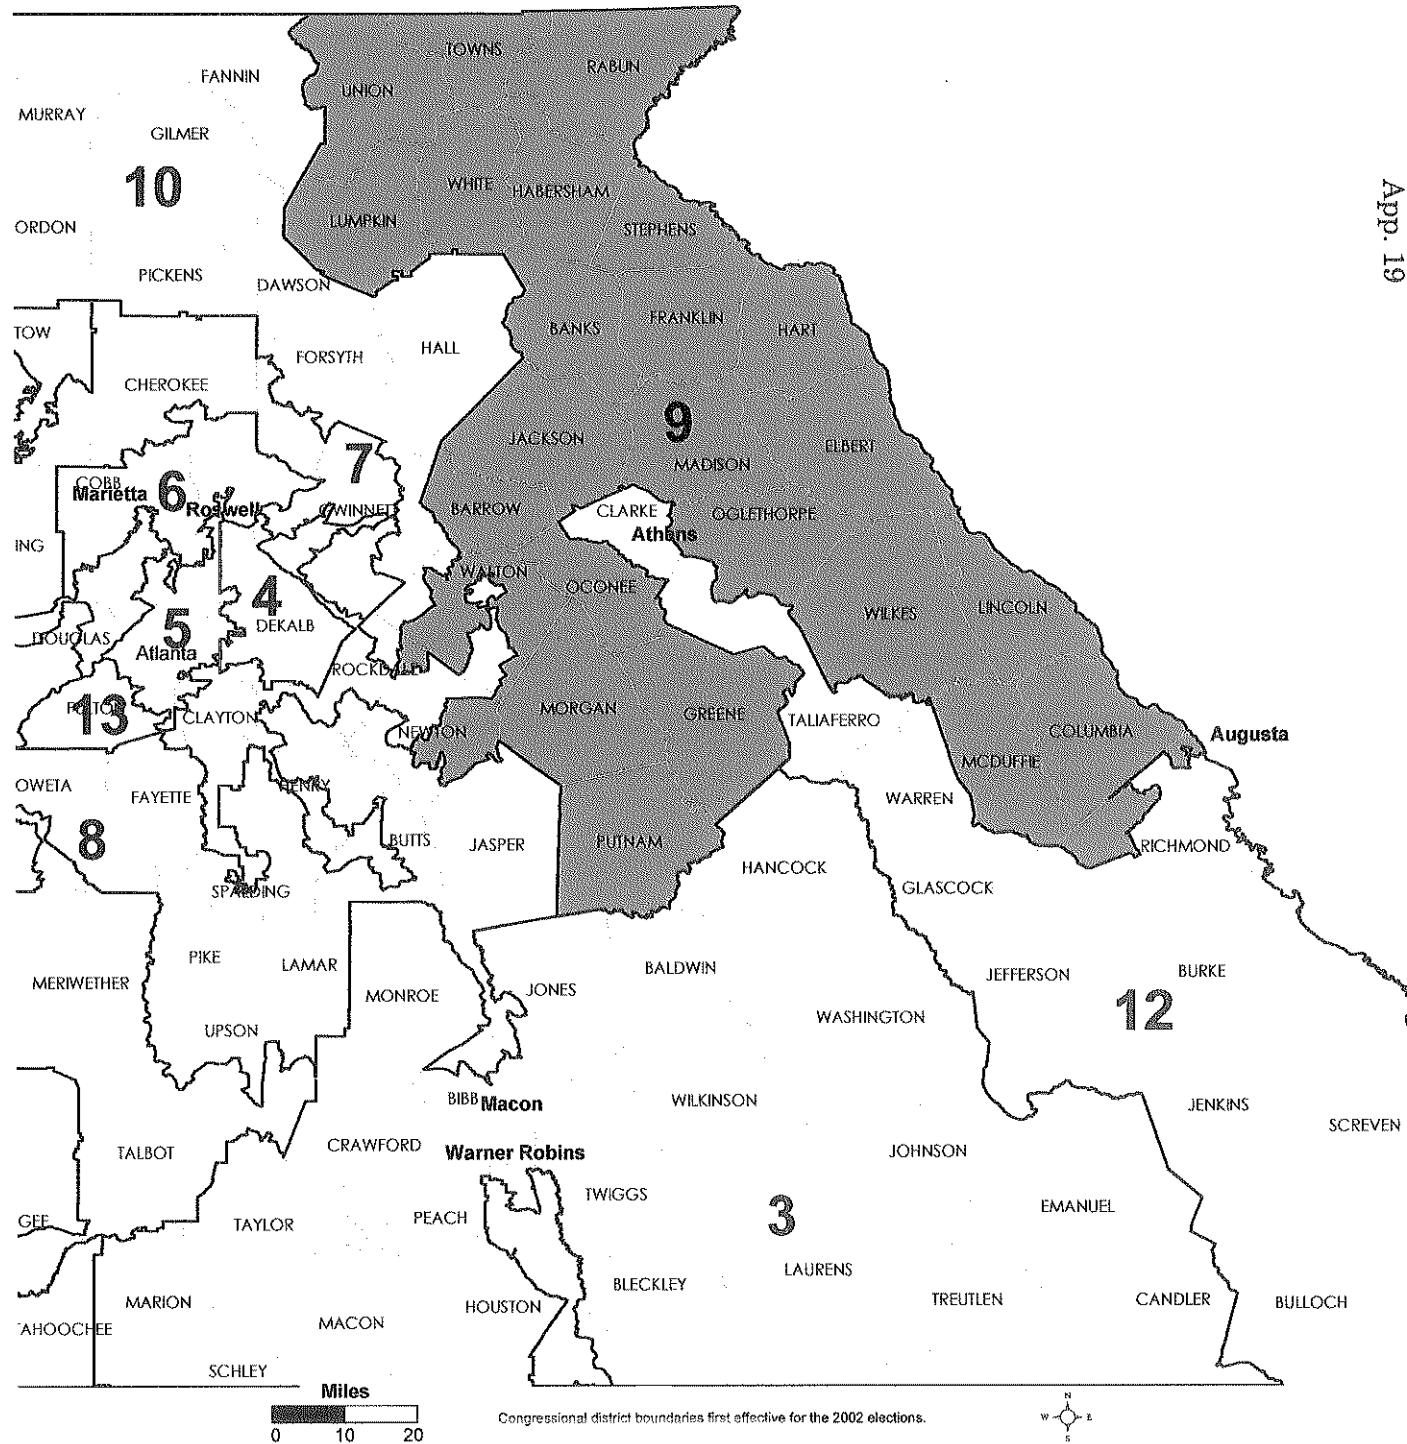 TOWNS
RABUN
FANNIN
UNION
MURRAY
GILMER
10
WHITE
HABERSHAM
App. 19
LUMPKIN
ORDON
STEPHENS
PICKENS
DAWSON
FRANKLIN
BANKS
HART
TOW
FORSYTH
HALL
CHEROKEE
9
JACKSON
ELBERT
7
MADISON
COBB
Marietta
6
Roswell
GWINNETT
BARROW
CLARKE
OGLETHORPE
Athens
ING
WALTON
OCONEE
4
WILKES
LINCOLN
5
DEKALB
DOUGLAS
Atlanta
ROCKDALE
13
FULTON
CLAYTON
MORGAN
GREENE
TALIAFERRO
NEWTON
COLUMBIA
Augusta
MCDUFFIE
OWETA
FAYETTE
HENRY
WARREN
8
BUTTS
JASPER
PUTNAM
RICHMOND
HANCOCK
SPALDING
GLASCOCK
PIKE
LAMAR
BALDWIN
JEFFERSON
BURKE
MERIWETHER
MONROE
JONES
12
UPSON
WASHINGTON
BIBB
Macon
WILKINSON
JENKINS
SCREVEN
TALBOT
CRAWFORD
Warner Robins
JOHNSON
TWIGGS
EMANUEL
GEE
TAYLOR
PEACH
3
BLECKLEY
LAURENS
MARION
HOUSTON
TREUTLEN
CANDLER
BULLOCH
AHOOCHEE
MACON
SCHLEY
Miles
0 10 20
Congressional district boundaries first effective for the 2002 elections.
N
W E
S